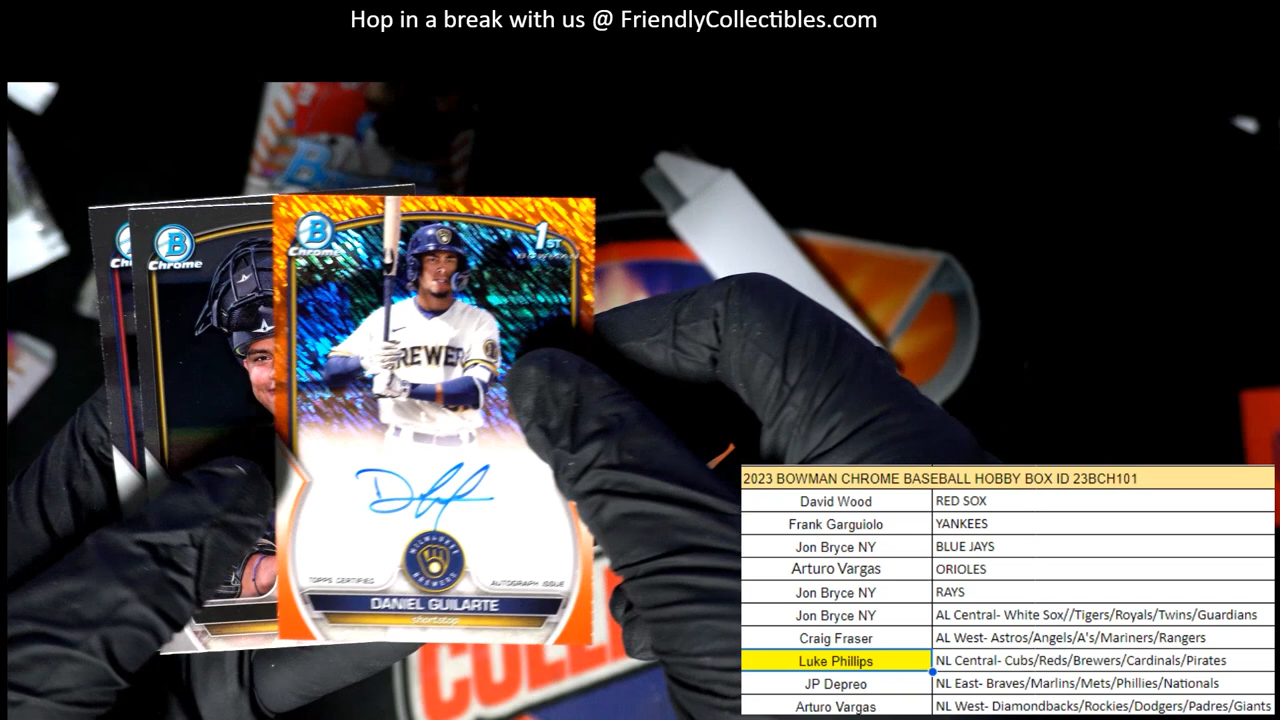 Hop in a break with us @ FriendlyCollectibles.com
B
Chrome
B
Chrome
1ST
BOWMAN
BREWERS
MILWAUKEE
BREWERS
TOPPS CERTIFIED
AUTOGRAPH ISSUE
DANIEL GUILARTE
shortstop
COLLE
2023 BOWMAN CHROME BASEBALL HOBBY BOX ID 23BCH101
David Wood RED SOX
Frank Garguiolo YANKEES
Jon Bryce NY BLUE JAYS
Arturo Vargas ORIOLES
Jon Bryce NY RAYS
Jon Bryce NY AL Central- White Sox//Tigers/Royals/Twins/Guardians
Craig Fraser AL West- Astros/Angels/A's/Mariners/Rangers
Luke Phillips NL Central- Cubs/Reds/Brewers/Cardinals/Pirates
JP Depreo NL East- Braves/Marlins/Mets/Phillies/Nationals
Arturo Vargas NL West- Diamondbacks/Rockies/Dodgers/Padres/Giants